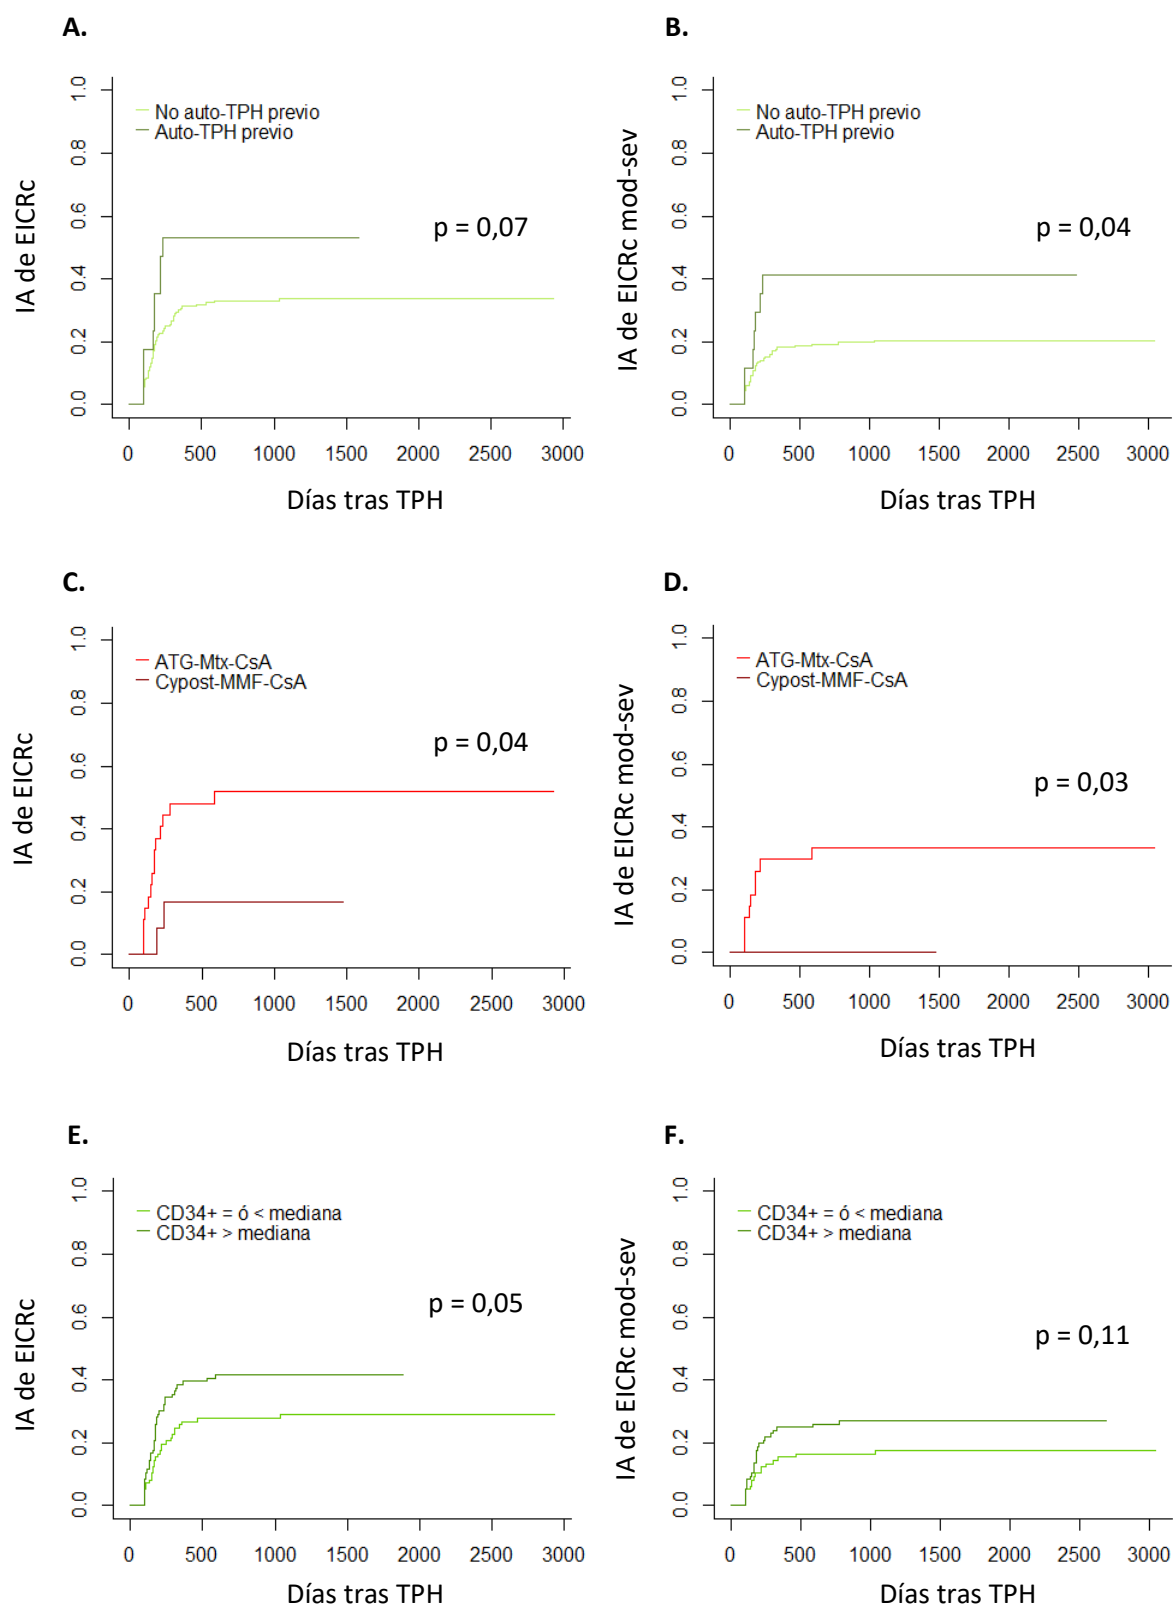 A.
IA de EICRc
1.0
0.8
0.6
0.4
0.2
0.0
No auto-TPH previo
Auto-TPH previo
p = 0,07
0 500 1000 1500 2000 2500 3000
Días tras TPH
B.
IA de EICRc mod-sev
1.0
0.8
0.6
0.4
0.2
0.0
No auto-TPH previo
Auto-TPH previo
p = 0,04
0 500 1000 1500 2000 2500 3000
Días tras TPH
C.
IA de EICRc
1.0
0.8
0.6
0.4
0.2
0.0
ATG-Mtx-CsA
Cypost-MMF-CsA
p = 0,04
0 500 1000 1500 2000 2500 3000
Días tras TPH
D.
IA de EICRc mod-sev
1.0
0.8
0.6
0.4
0.2
0.0
ATG-Mtx-CsA
Cypost-MMF-CsA
p = 0,03
0 500 1000 1500 2000 2500 3000
Días tras TPH
E.
IA de EICRc
1.0
0.8
0.6
0.4
0.2
0.0
CD34+ = ó < mediana
CD34+ > mediana
p = 0,05
0 500 1000 1500 2000 2500 3000
Días tras TPH
F.
IA de EICRc mod-sev
1.0
0.8
0.6
0.4
0.2
0.0
CD34+ = ó < mediana
CD34+ > mediana
p = 0,11
0 500 1000 1500 2000 2500 3000
Días tras TPH